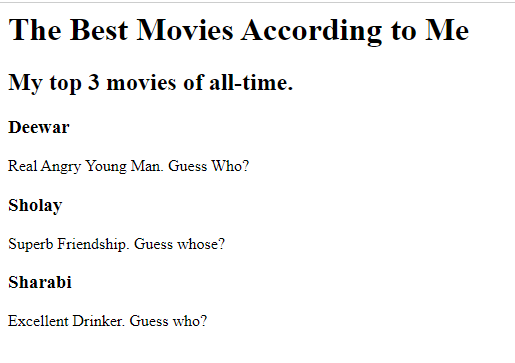 The Best Movies According to Me
My top 3 movies of all-time.
Deewar
Real Angry Young Man. Guess Who?
Sholay
Superb Friendship. Guess whose?
Sharabi
Excellent Drinker. Guess who?